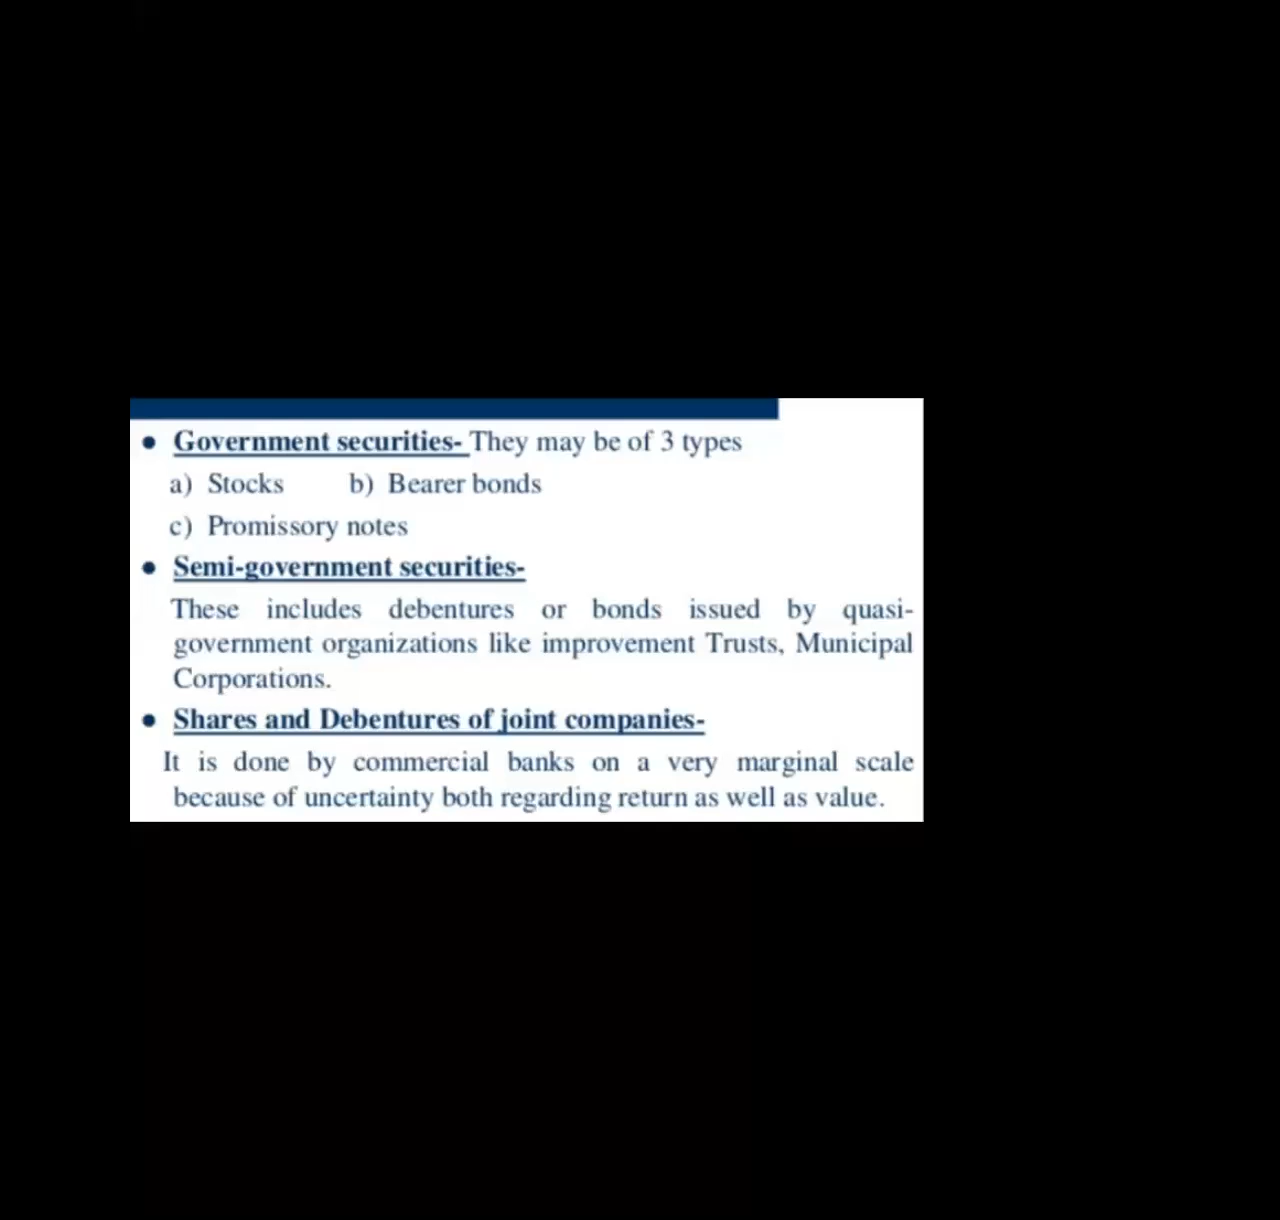 • Government securities- They may be of 3 types
a) Stocks b) Bearer bonds
c) Promissory notes
• Semi-government securities-
These includes debentures or bonds issued by quasi-
government organizations like improvement Trusts, Municipal
Corporations.
• Shares and Debentures of joint companies-
It is done by commercial banks on a very marginal scale
because of uncertainty both regarding return as well as value.